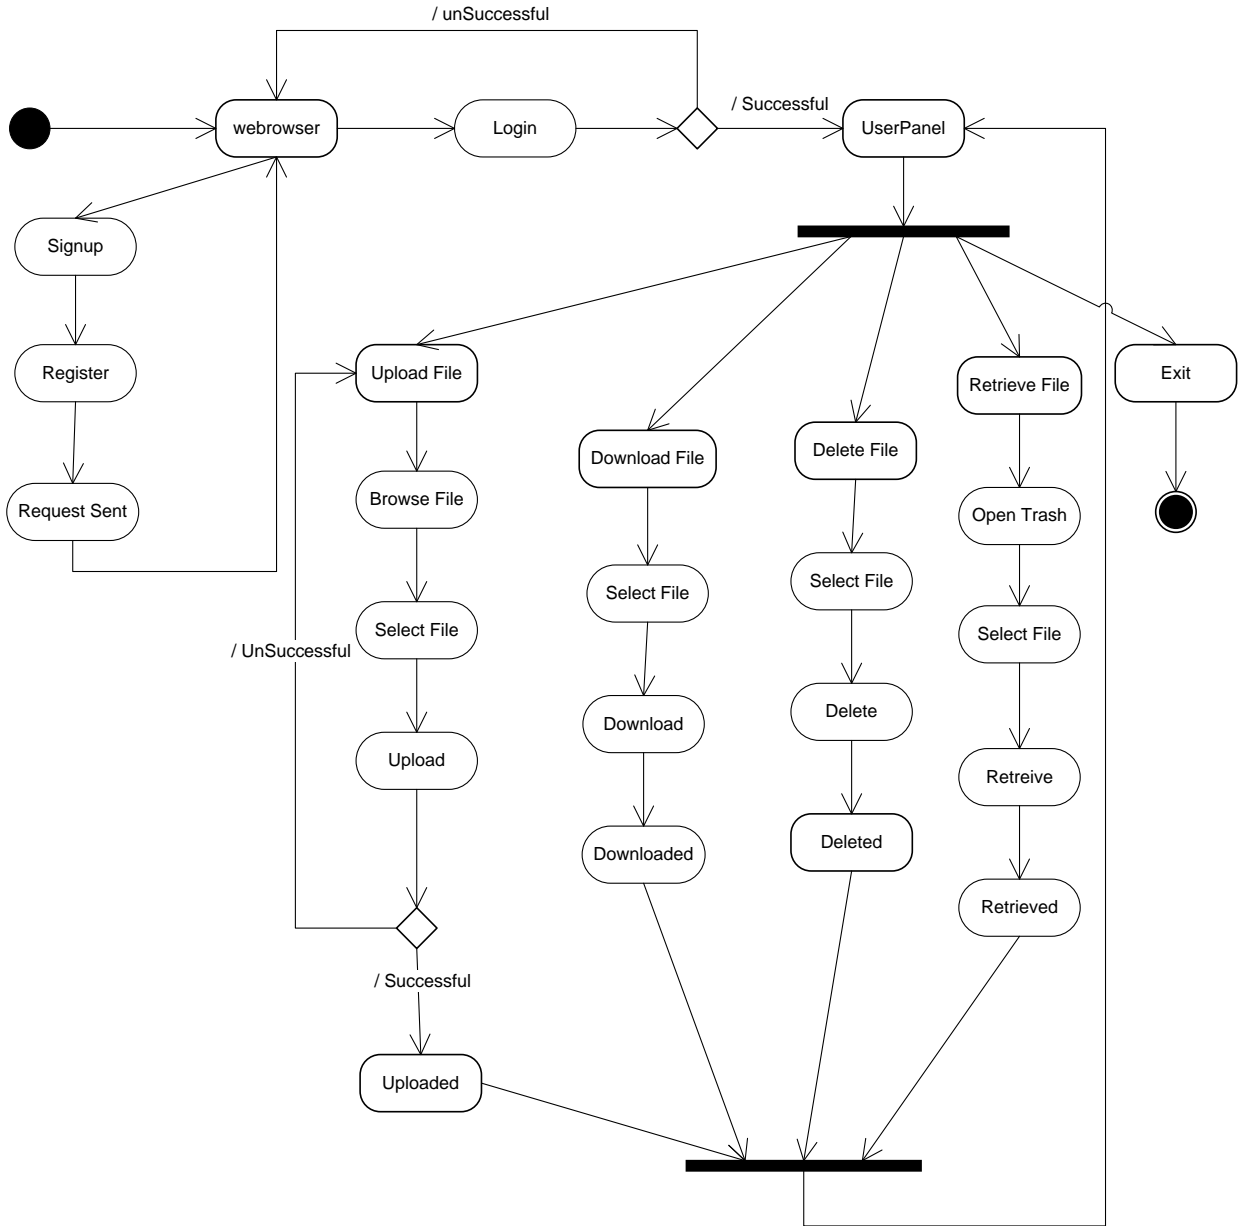 / unSuccessful
webrowser
Login
/ Successful
UserPanel
Signup
Register
Request Sent
Upload File
Browse File
Select File
/ UnSuccessful
Upload
/ Successful
Uploaded
Download File
Select File
Download
Downloaded
Delete File
Select File
Delete
Deleted
Retrieve File
Open Trash
Select File
Retreive
Retrieved
Exit